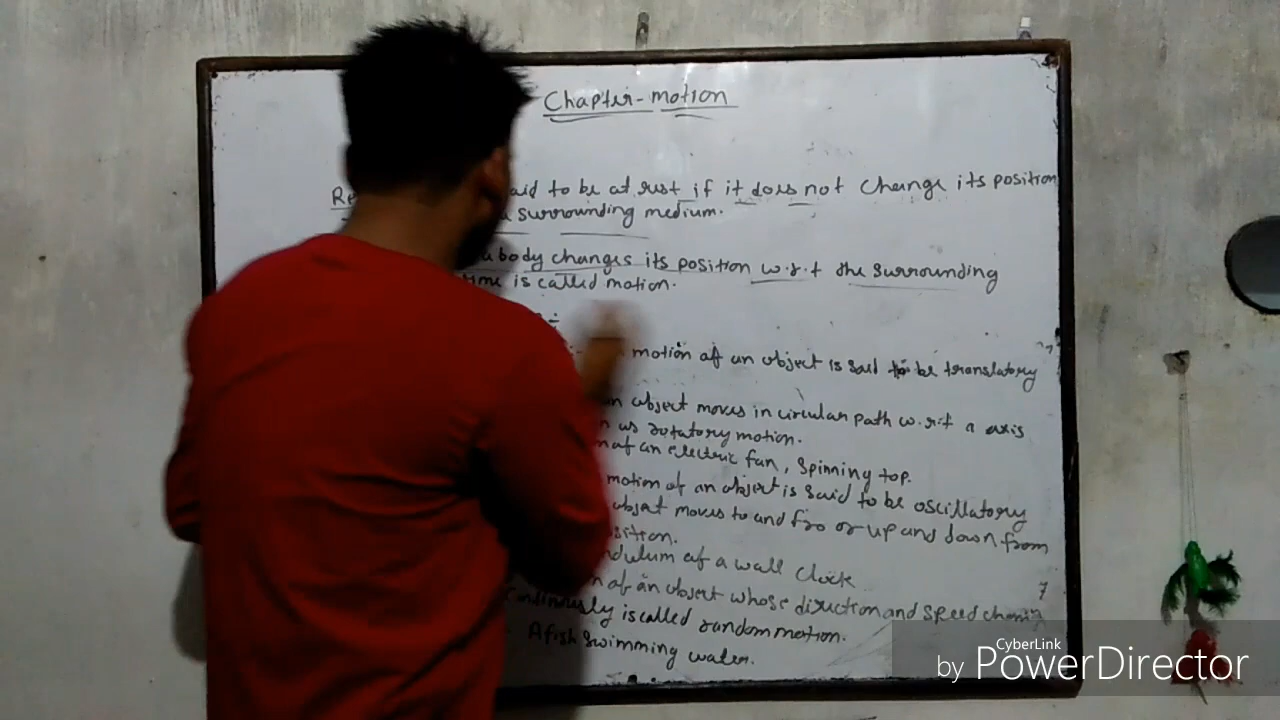 Chapter-motion
aid to be at rest if it does not change its position
surrounding medium.
body changes its position w.r.t the surrounding
time is called motion.
motion of an object is said to be translatory
object moves in circular path w.r.t a axis
as rotatory motion.
of an electric fan, spinning top.
motion of an object is said to be oscillatory
object moves to and fro or up and down from
sition.
ndulum of a wall clock
of an object whose direction and speed
continuously is called random motion.
A fish swimming water.
CyberLink
by PowerDirector